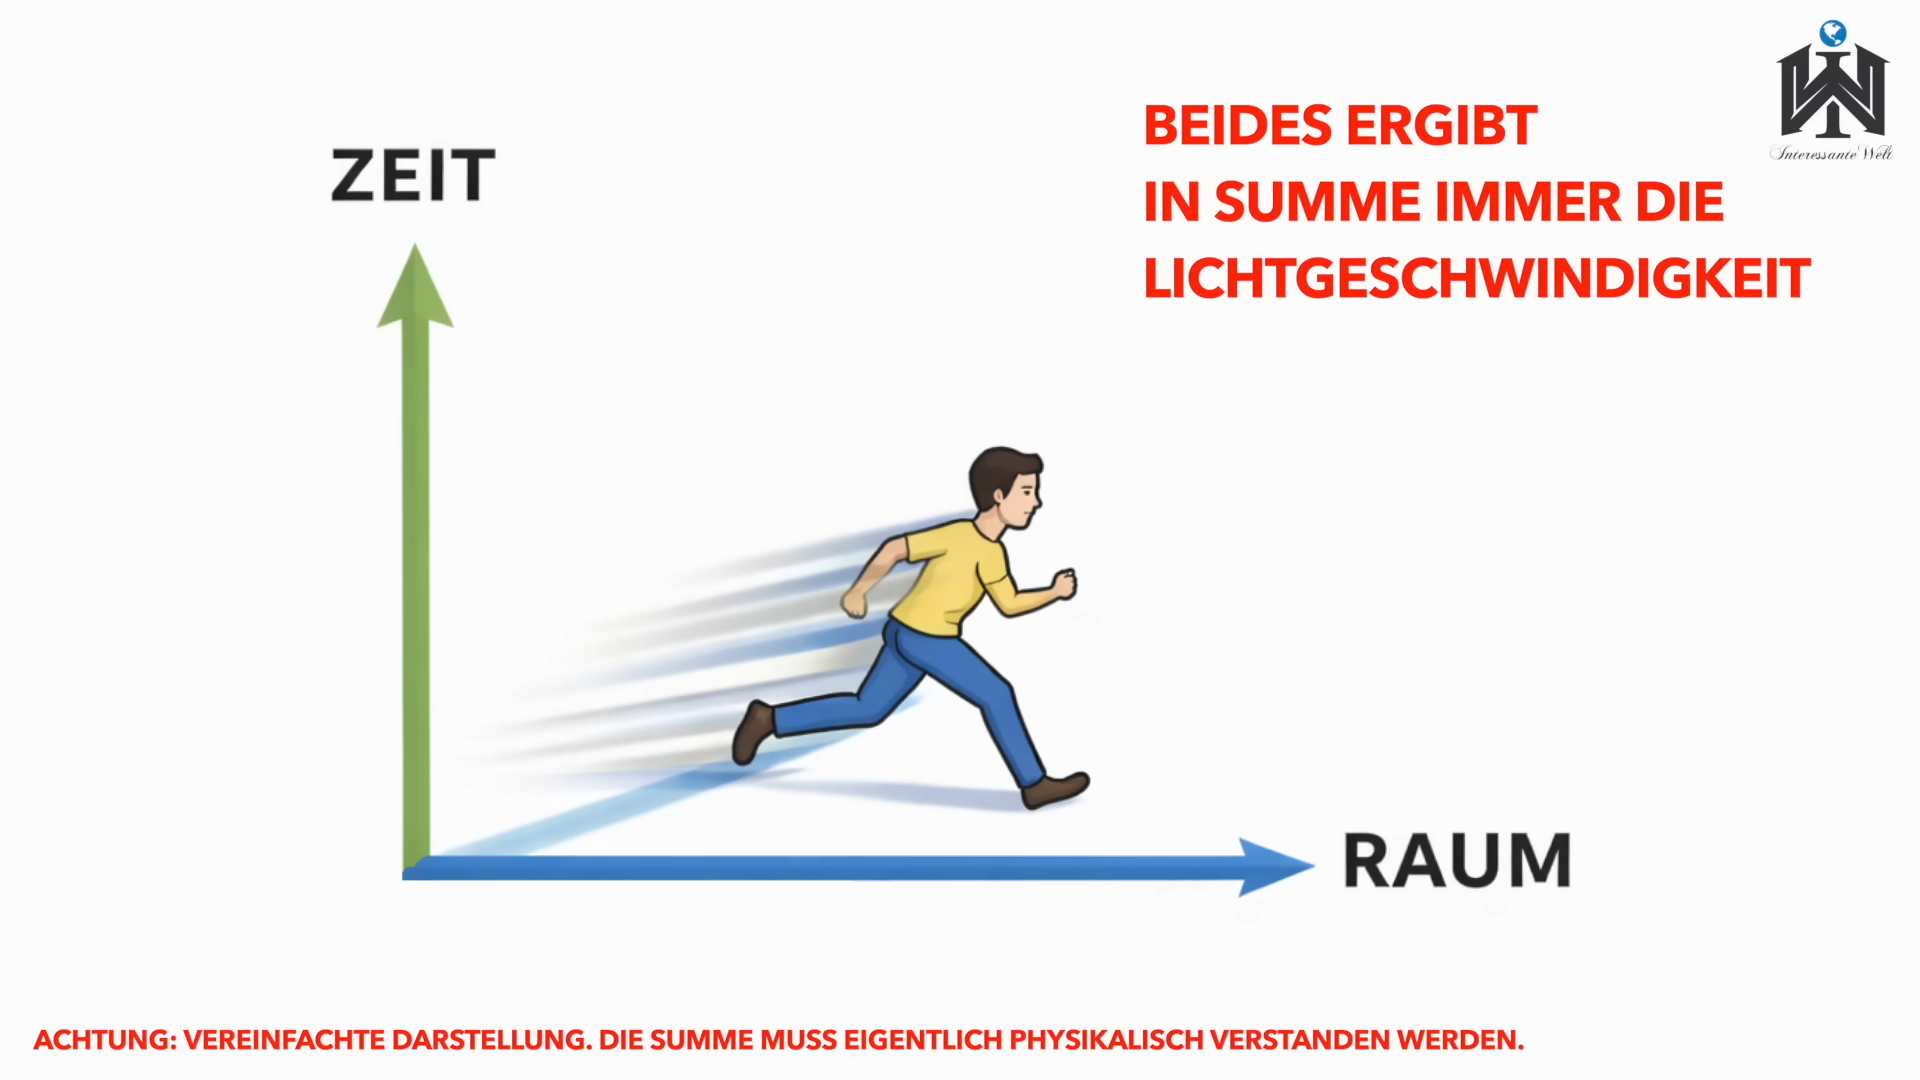 BEIDES ERGIBT
IN SUMME IMMER DIE
LICHTGESCHWINDIGKEIT
Interessante Welt
ZEIT
RAUM
ACHTUNG: VEREINFACHTE DARSTELLUNG. DIE SUMME MUSS EIGENTLICH PHYSIKALISCH VERSTANDEN WERDEN.